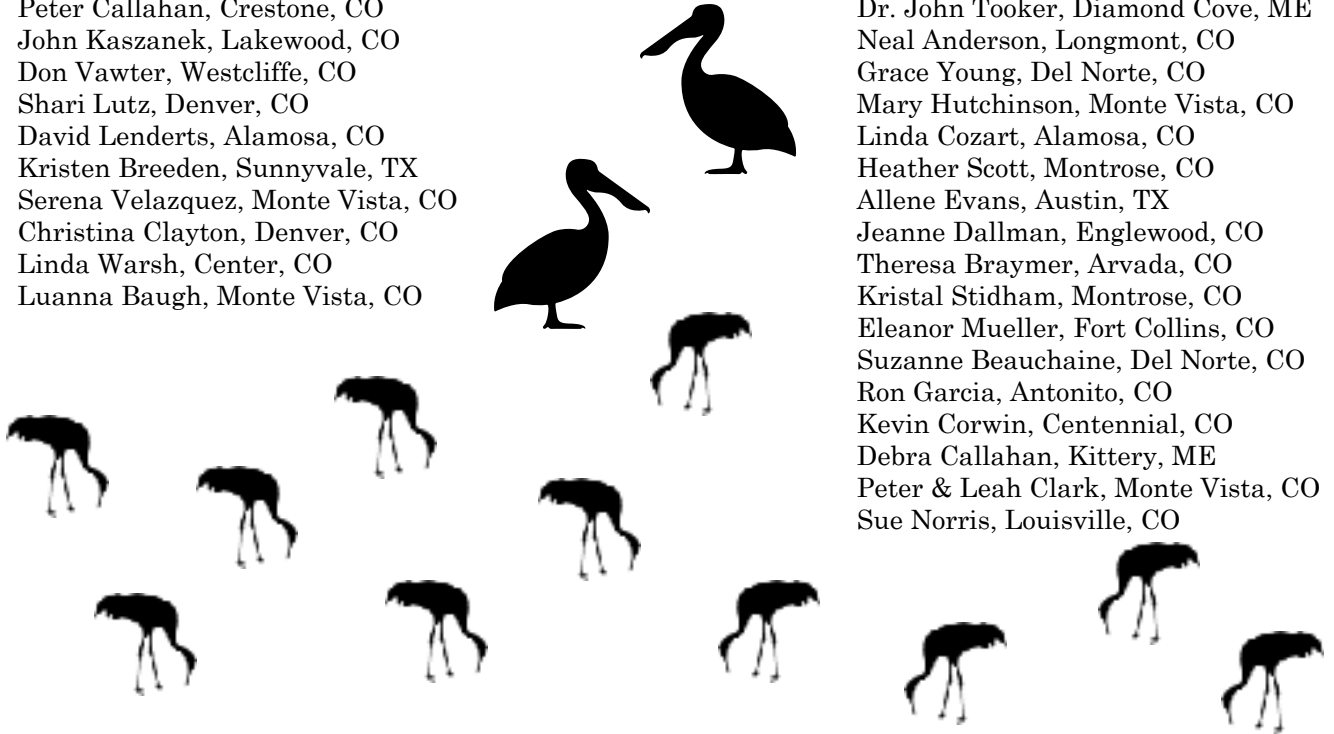 Peter Callahan, Crestone, CO
John Kaszanek, Lakewood, CO
Don Vawter, Westcliffe, CO
Shari Lutz, Denver, CO
David Lenderts, Alamosa, CO
Kristen Breeden, Sunnyvale, TX
Serena Velazquez, Monte Vista, CO
Christina Clayton, Denver, CO
Linda Warsh, Center, CO
Luanna Baugh, Monte Vista, CO
Dr. John Tooker, Diamond Cove, ME
Neal Anderson, Longmont, CO
Grace Young, Del Norte, CO
Mary Hutchinson, Monte Vista, CO
Linda Cozart, Alamosa, CO
Heather Scott, Montrose, CO
Allene Evans, Austin, TX
Jeanne Dallman, Englewood, CO
Theresa Braymer, Arvada, CO
Kristal Stidham, Montrose, CO
Eleanor Mueller, Fort Collins, CO
Suzanne Beauchaine, Del Norte, CO
Ron Garcia, Antonito, CO
Kevin Corwin, Centennial, CO
Debra Callahan, Kittery, ME
Peter & Leah Clark, Monte Vista, CO
Sue Norris, Louisville, CO